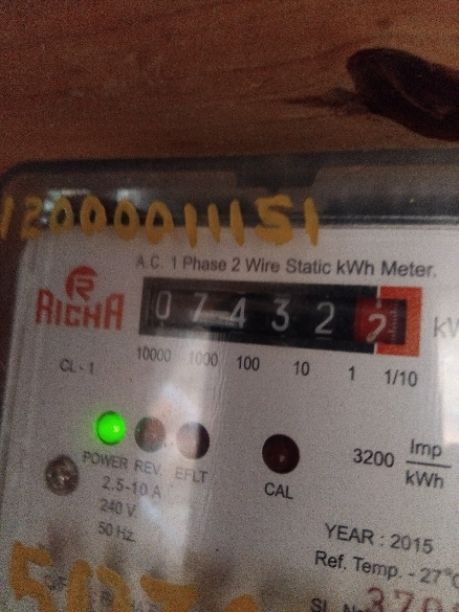 12000011151
A.C. 1 Phase 2 Wire Static kWh Meter.
RICHA
0 7 4 3 2 2
CL - 1
10000 1000 100 10 1 1/10
POWER REV. EFLT
CAL
3200 Imp/kWh
2.5-10 A
240 V.
50 Hz.
YEAR : 2015
Ref. Temp. - 27°C